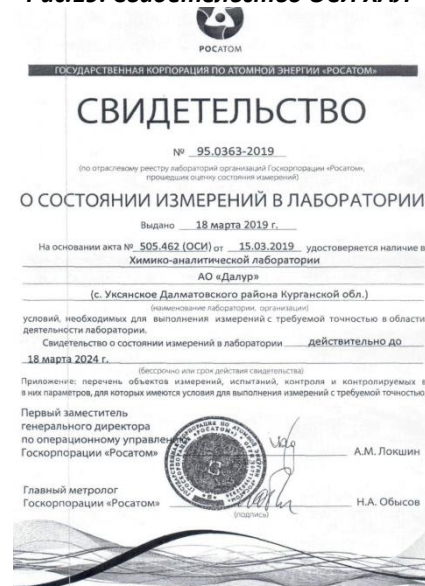 РОСАТОМ
ГОСУДАРСТВЕННАЯ КОРПОРАЦИЯ ПО АТОМНОЙ ЭНЕРГИИ «РОСАТОМ»
СВИДЕТЕЛЬСТВО
№ 95.0363-2019
(по отраслевому реестру лабораторий организаций Госкорпорации «Росатом»,
прошедших оценку состояния измерений)
О СОСТОЯНИИ ИЗМЕРЕНИЙ В ЛАБОРАТОРИИ
Выдано 18 марта 2019 г.
На основании акта № 505.462 (ОСИ) от 15.03.2019 удостоверяется наличие в
Химико-аналитической лаборатории
АО «Далур»
(с. Уксянское Далматовского района Курганской обл.)
(наименование лаборатории, организации)
условий, необходимых для выполнения измерений с требуемой точностью в области
деятельности лаборатории.
Свидетельство о состоянии измерений в лаборатории действительно до
18 марта 2024 г.
(бессрочно или срок действия свидетельства)
Приложение: перечень объектов измерений, испытаний, контроля и контролируемых в
в них параметров, для которых имеются условия для выполнения измерений с требуемой точностью
Первый заместитель
генерального директора
по операционному управлению
Госкорпорации «Росатом» А.М. Локшин
Главный метролог
Госкорпорации «Росатом» Н.А. Обысов
(подпись)